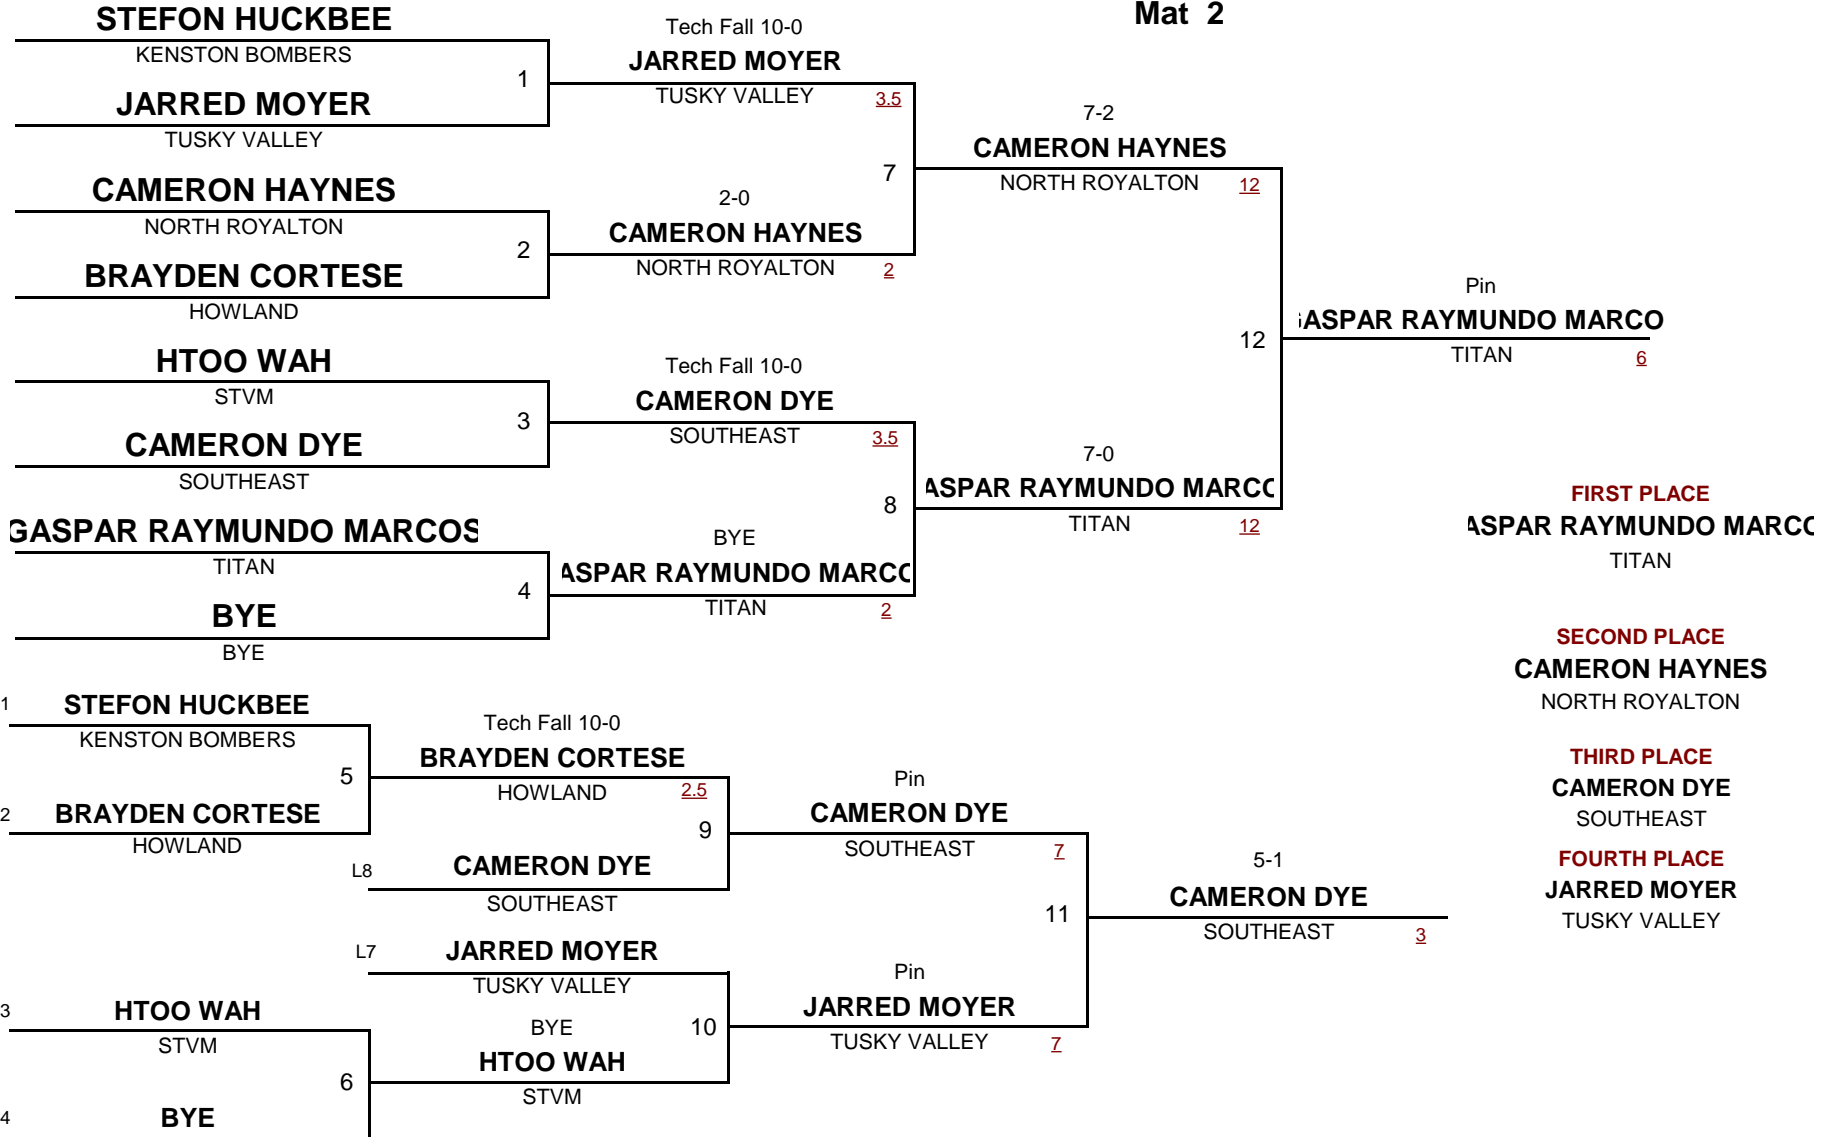 Mat 2
STEFON HUCKBEE
KENSTON BOMBERS
1
JARRED MOYER
TUSKY VALLEY
CAMERON HAYNES
NORTH ROYALTON
2
BRAYDEN CORTESE
HOWLAND
HTOO WAH
STVM
3
CAMERON DYE
SOUTHEAST
GASPAR RAYMUNDO MARCOS
TITAN
4
BYE
BYE
Tech Fall 10-0
JARRED MOYER
TUSKY VALLEY 3.5
7
2-0
CAMERON HAYNES
NORTH ROYALTON 2
Tech Fall 10-0
CAMERON DYE
SOUTHEAST 3.5
8
BYE
ASPAR RAYMUNDO MARCO
TITAN 2
7-2
CAMERON HAYNES
NORTH ROYALTON 12
12
7-0
ASPAR RAYMUNDO MARCO
TITAN 12
Pin
GASPAR RAYMUNDO MARCO
TITAN 6
FIRST PLACE
ASPAR RAYMUNDO MARCO
TITAN
SECOND PLACE
CAMERON HAYNES
NORTH ROYALTON
THIRD PLACE
CAMERON DYE
SOUTHEAST
FOURTH PLACE
JARRED MOYER
TUSKY VALLEY
1 STEFON HUCKBEE
KENSTON BOMBERS
5
2 BRAYDEN CORTESE
HOWLAND
3 HTOO WAH
STVM
6
4 BYE
Tech Fall 10-0
BRAYDEN CORTESE
HOWLAND 2.5
9
L8 CAMERON DYE
SOUTHEAST
L7 JARRED MOYER
TUSKY VALLEY
BYE 10
HTOO WAH
STVM
Pin
CAMERON DYE
SOUTHEAST 7
11
Pin
JARRED MOYER
TUSKY VALLEY 7
5-1
CAMERON DYE
SOUTHEAST 3